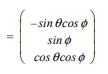 = ( −sin θcos ϕ
sin ϕ
cos θcos ϕ )